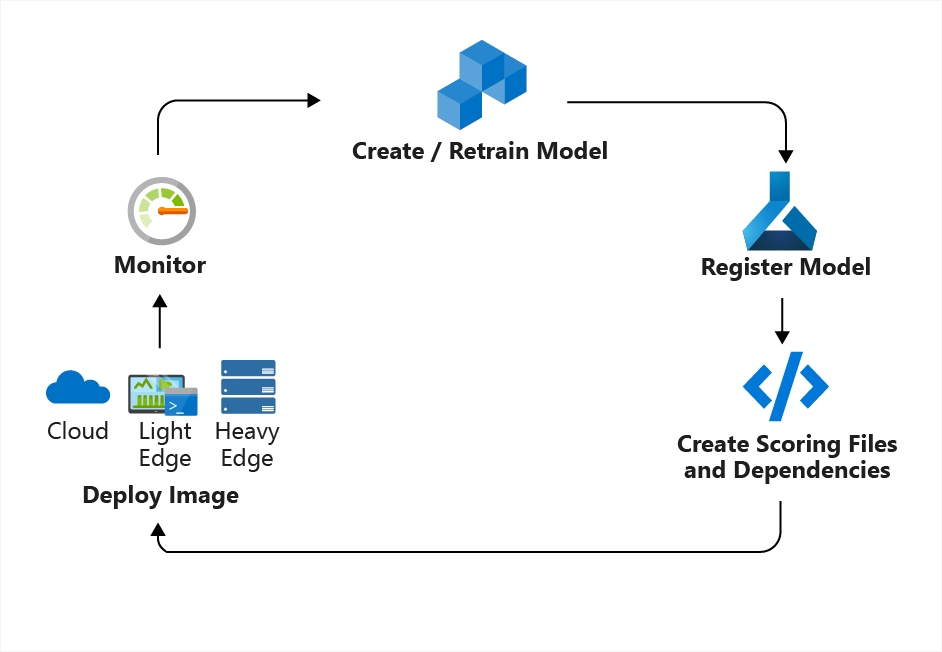 Create / Retrain Model
Register Model
Create Scoring Files
and Dependencies
Monitor
Cloud
Light
Edge
Heavy
Edge
Deploy Image